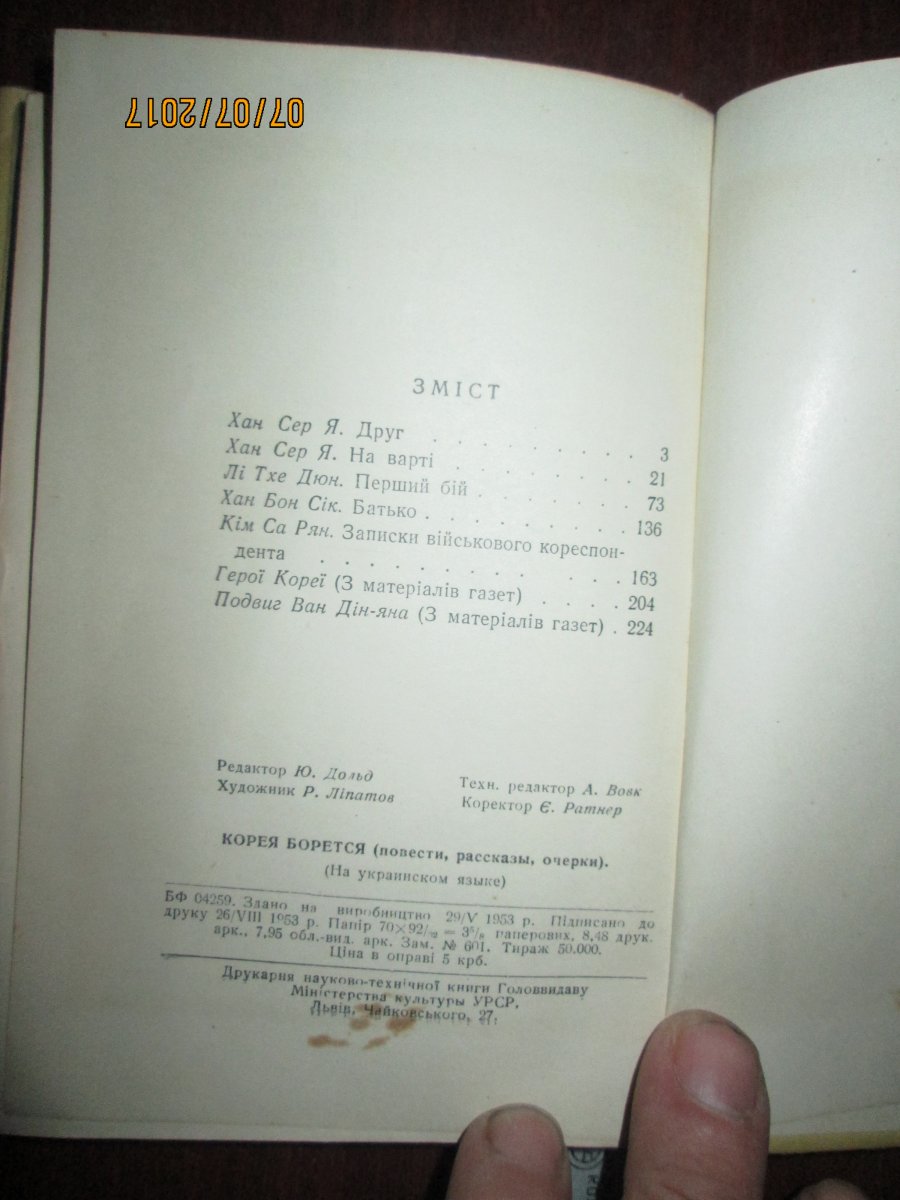 07/07/2017
ЗМІСТ
Хан Сер Я. Друг . . . . . . . . . 3
Хан Сер Я. На варті . . . . . . . . 21
Лі Тхе Дюн. Перший бій . . . . . . . 73
Хан Бон Сік. Батько . . . . . . . . . 136
Кім Са Рян. Записки військового кореспон-
дента . . . . . . . . . . . 163
Герої Кореї (З матеріалів газет) . . . . 204
Подвиг Ван Дін-яна (З матеріалів газет) . 224
Редактор Ю. Дольд
Художник Р. Ліпатов
Техн. редактор А. Вовк
Коректор Є. Ратнер
КОРЕЯ БОРЕТСЯ (повести, рассказы, очерки).
(На украинском языке)
БФ 04259. Здано на виробництво 29/V 1953 р. Підписано до
друку 26/VIII 1953 р. Папір 70×92/₃₂ = 3⁵/₈ паперових, 8,48 друк.
арк., 7,95 обл.-вид. арк. Зам. № 601. Тираж 50.000.
Ціна в оправі 5 крб.
Друкарня науково-технічної книги Головвидаву
Міністерства культуры УРСР.
Львів, Чайковського, 27.